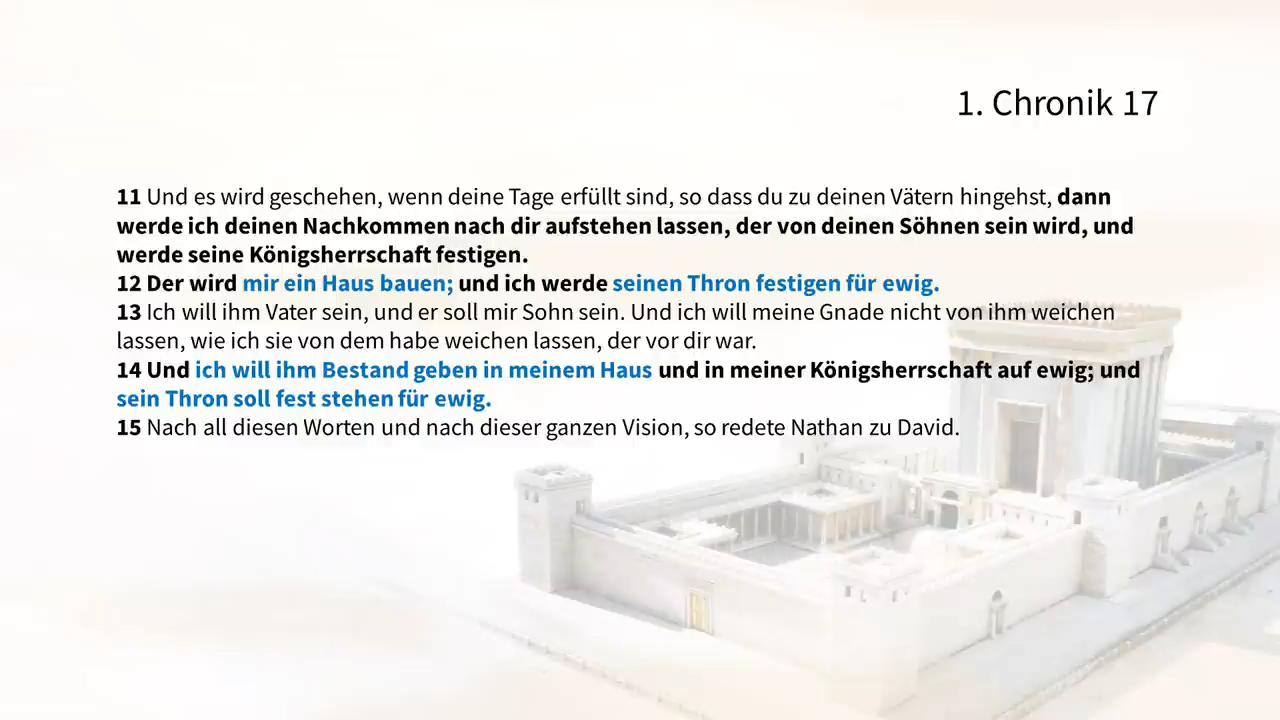 1. Chronik 17
11 Und es wird geschehen, wenn deine Tage erfüllt sind, so dass du zu deinen Vätern hingehst, dann
werde ich deinen Nachkommen nach dir aufstehen lassen, der von deinen Söhnen sein wird, und
werde seine Königsherrschaft festigen.
12 Der wird mir ein Haus bauen; und ich werde seinen Thron festigen für ewig.
13 Ich will ihm Vater sein, und er soll mir Sohn sein. Und ich will meine Gnade nicht von ihm weichen
lassen, wie ich sie von dem habe weichen lassen, der vor dir war.
14 Und ich will ihm Bestand geben in meinem Haus und in meiner Königsherrschaft auf ewig; und
sein Thron soll fest stehen für ewig.
15 Nach all diesen Worten und nach dieser ganzen Vision, so redete Nathan zu David.